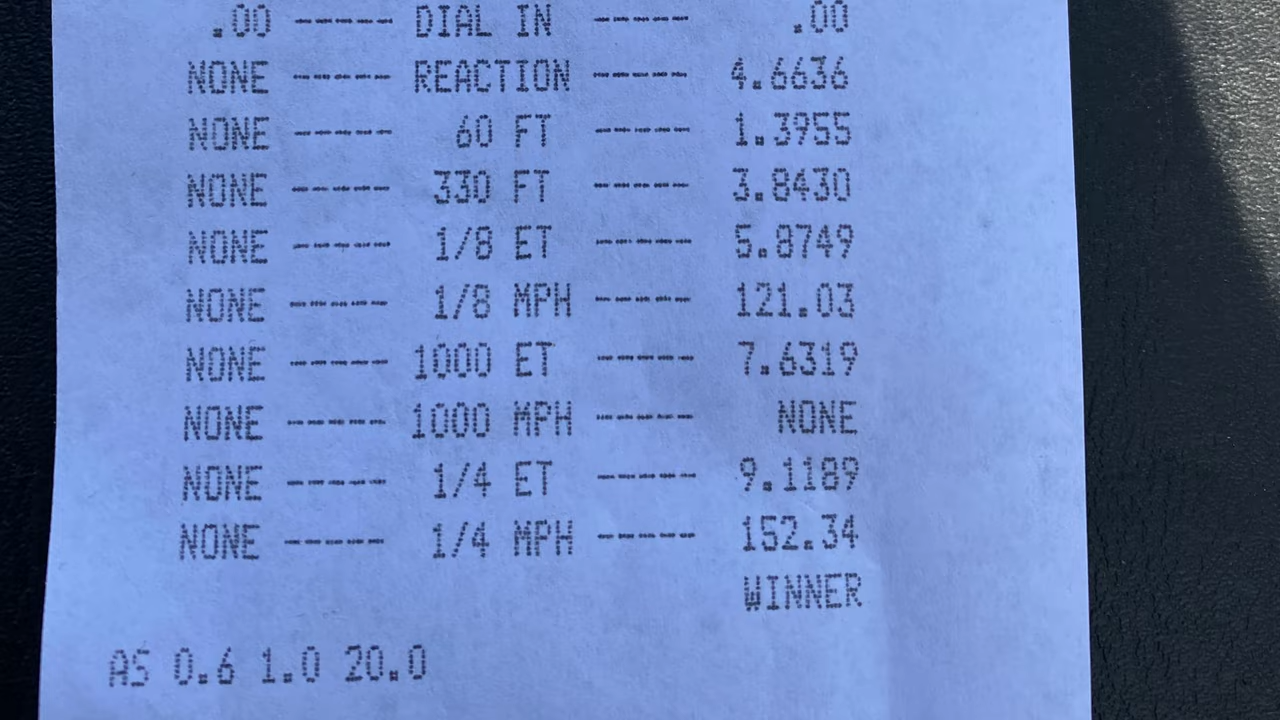 .00 ----- DIAL IN ----- .00
NONE ----- REACTION ----- 4.6636
NONE ----- 60 FT ----- 1.3955
NONE ----- 330 FT ----- 3.8430
NONE ----- 1/8 ET ----- 5.8749
NONE ----- 1/8 MPH ----- 121.03
NONE ----- 1000 ET ----- 7.6319
NONE ----- 1000 MPH ----- NONE
NONE ----- 1/4 ET ----- 9.1189
NONE ----- 1/4 MPH ----- 152.34
WINNER
AS 0.6 1.0 20.0